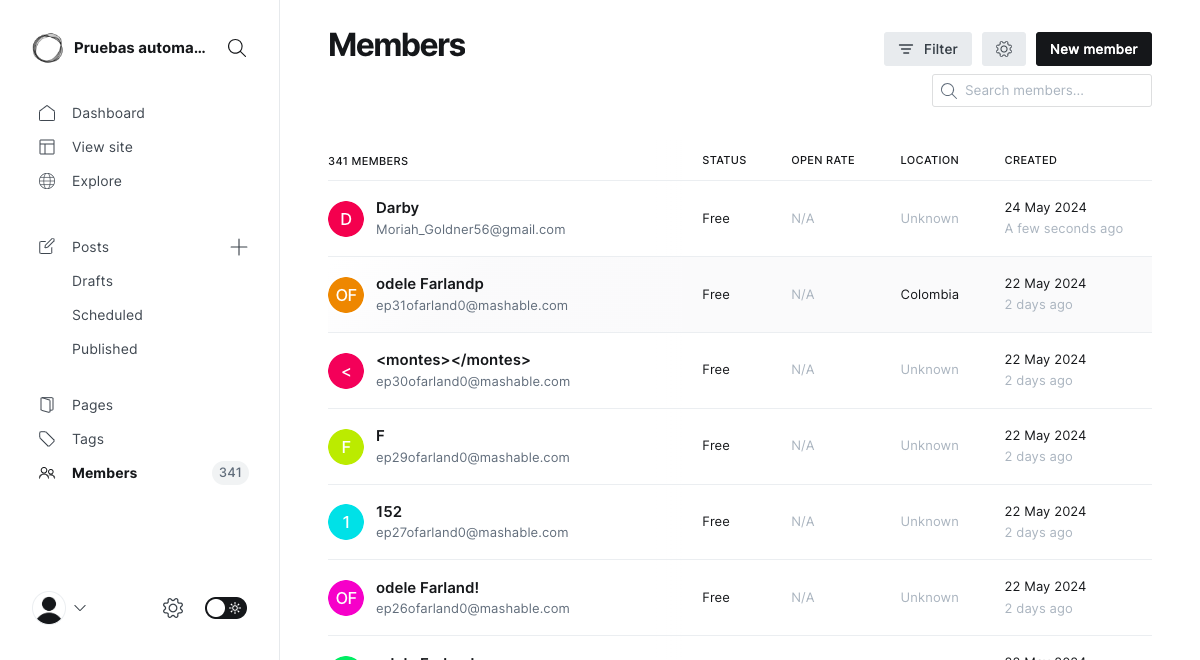 Pruebas automa...
Dashboard
View site
Explore
Posts
Drafts
Scheduled
Published
Pages
Tags
Members 341
Members
Filter
New member
Search members...
341 MEMBERS STATUS OPEN RATE LOCATION CREATED
D Darby Moriah_Goldner56@gmail.com Free N/A Unknown 24 May 2024 A few seconds ago
OF odele Farlandp ep31ofarland0@mashable.com Free N/A Colombia 22 May 2024 2 days ago
< <montes></montes> ep30ofarland0@mashable.com Free N/A Unknown 22 May 2024 2 days ago
F F ep29ofarland0@mashable.com Free N/A Unknown 22 May 2024 2 days ago
1 152 ep27ofarland0@mashable.com Free N/A Unknown 22 May 2024 2 days ago
OF odele Farland! ep26ofarland0@mashable.com Free N/A Unknown 22 May 2024 2 days ago